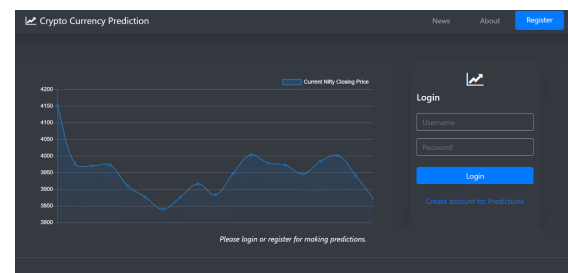 Crypto Currency Prediction
News
About
Register
Current Nifty Closing Price
4200
4150
4100
4050
4000
3950
3900
3850
3800
Login
Username
Password
Login
Create account for Predictions
Please login or register for making predictions.